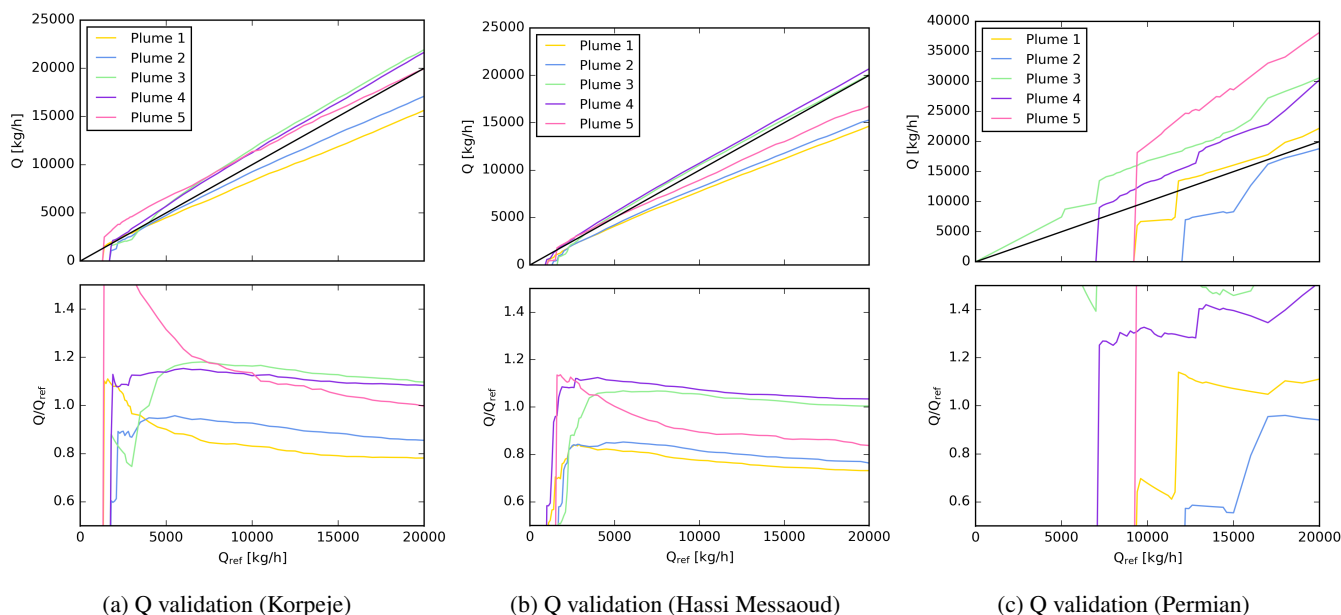 25000
20000
15000
10000
5000
0
Q [kg/h]
Plume 1
Plume 2
Plume 3
Plume 4
Plume 5
1.4
1.2
1.0
0.8
0.6
Q/Qref
0 5000 10000 15000 20000
Qref [kg/h]
(a) Q validation (Korpeje)
25000
20000
15000
10000
5000
0
Q [kg/h]
Plume 1
Plume 2
Plume 3
Plume 4
Plume 5
1.4
1.2
1.0
0.8
0.6
Q/Qref
0 5000 10000 15000 20000
Qref [kg/h]
(b) Q validation (Hassi Messaoud)
40000
35000
30000
25000
20000
15000
10000
5000
0
Q [kg/h]
Plume 1
Plume 2
Plume 3
Plume 4
Plume 5
1.4
1.2
1.0
0.8
0.6
Q/Qref
0 5000 10000 15000 20000
Qref [kg/h]
(c) Q validation (Permian)